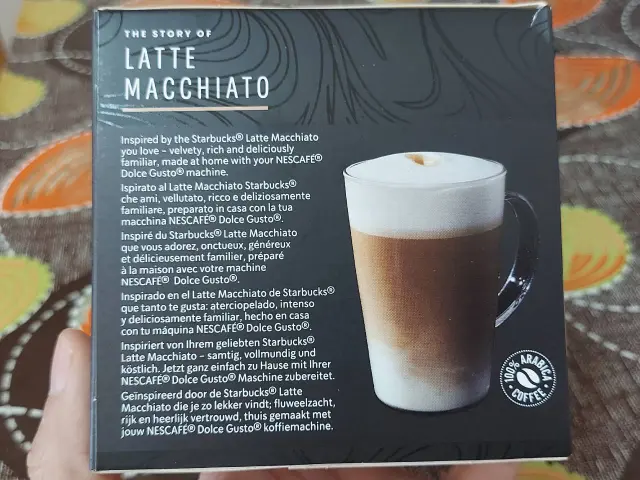 THE STORY OF
LATTE
MACCHIATO
Inspired by the Starbucks® Latte Macchiato
you love – velvety, rich and deliciously
familiar, made at home with your NESCAFÉ®
Dolce Gusto® machine.
Ispirato al Latte Macchiato Starbucks®
che ami, vellutato, ricco e deliziosamente
familiare, preparato in casa con la tua
macchina NESCAFÉ® Dolce Gusto®.
Inspiré du Starbucks® Latte Macchiato
que vous adorez, onctueux, généreux
et délicieusement familier, préparé
à la maison avec votre machine
NESCAFÉ® Dolce Gusto®.
Inspirado en el Latte Macchiato de Starbucks®
que tanto te gusta: aterciopelado, intenso
y deliciosamente familiar, hecho en casa
con tu máquina NESCAFÉ® Dolce Gusto®.
Inspiriert von Ihrem geliebten Starbucks®
Latte Macchiato – samtig, vollmundig und
köstlich. Jetzt ganz einfach zu Hause mit Ihrer
NESCAFÉ® Dolce Gusto® Maschine zubereitet.
Geïnspireerd door de Starbucks® Latte
Macchiato die je zo lekker vindt; fluweelzacht,
rijk en heerlijk vertrouwd, thuis gemaakt met
jouw NESCAFÉ® Dolce Gusto® koffiemachine.
100% ARABICA
COFFEE